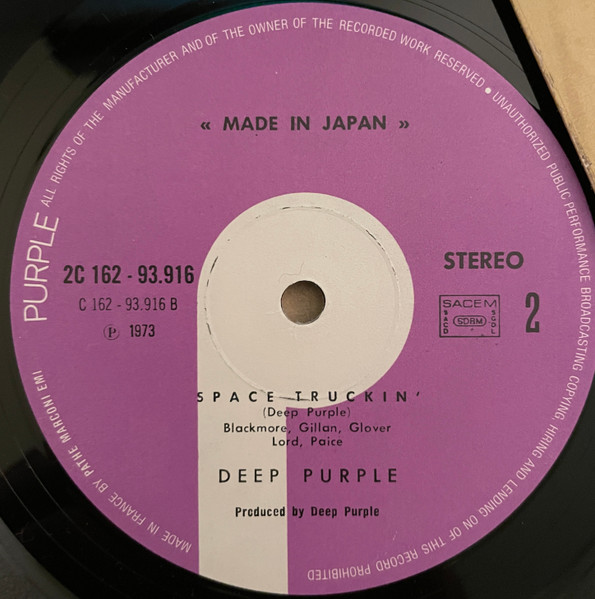 PURPLE ALL RIGHTS OF THE MANUFACTURER AND OF THE OWNER OF THE RECORDED WORK RESERVED • UNAUTHORIZED PUBLIC PERFORMANCE BROADCASTING COPYING HIRING AND LENDING ON OF THIS RECORD PROHIBITED
« MADE IN JAPAN »
2C 162 - 93.916
C 162 - 93.916 B
℗ 1973
STEREO
SACEM
SACD
SDRM
SGDL
2
SPACE TRUCKIN'
(Deep Purple)
Blackmore, Gillan, Glover
Lord, Paice
DEEP PURPLE
Produced by Deep Purple
MADE IN FRANCE BY PATHE MARCONI EMI